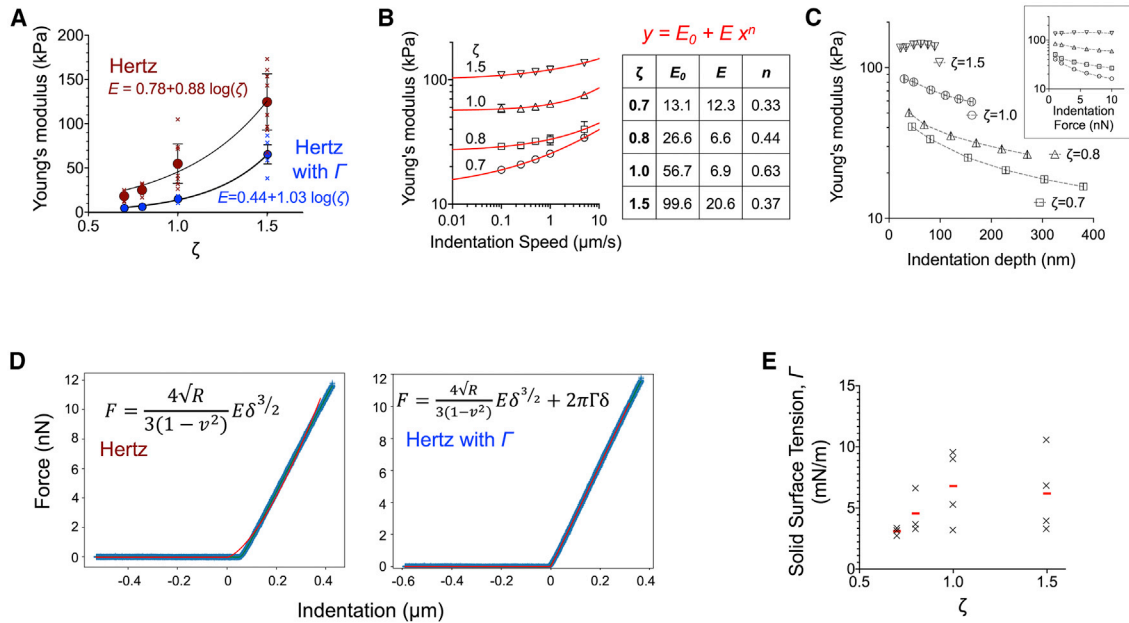 A
Young's modulus (kPa)
200
150
100
50
0
Hertz
E = 0.78+0.88 log(ζ)
Hertz
with Γ
E=0.44+1.03 log(ζ)
0.5
1.0
1.5
ζ
B
y = E0 + E x^n
Young's modulus (kPa)
100
10
ζ
1.5
1.0
0.8
0.7
0.01
0.1
1
10
Indentation Speed (μm/s)
ζ E0 E n
0.7 13.1 12.3 0.33
0.8 26.6 6.6 0.44
1.0 56.7 6.9 0.63
1.5 99.6 20.6 0.37
C
Young's modulus (kPa)
100
10
ζ=1.5
ζ=1.0
ζ=0.8
ζ=0.7
0
100
200
300
400
Indentation depth (nm)
100
10
0
5
10
Indentation
Force (nN)
D
Force (nN)
12
10
8
6
4
2
0
F = 4√R / 3(1 − v²) Eδ^3/2
Hertz
-0.4
-0.2
0
0.2
0.4
12
10
8
6
4
2
0
F = 4√R / 3(1−v²) Eδ^3/2 + 2πΓδ
Hertz with Γ
-0.6
-0.4
-0.2
0
0.2
0.4
Indentation (μm)
E
Solid Surface Tension, Γ
(mN/m)
15
10
5
0
0.5
1.0
1.5
ζ